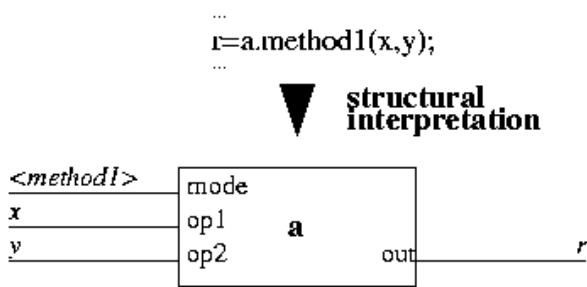 ...
r=a.method1(x,y);
...
structural
interpretation
<method1>
mode
x
op1
a
y
op2
out
r